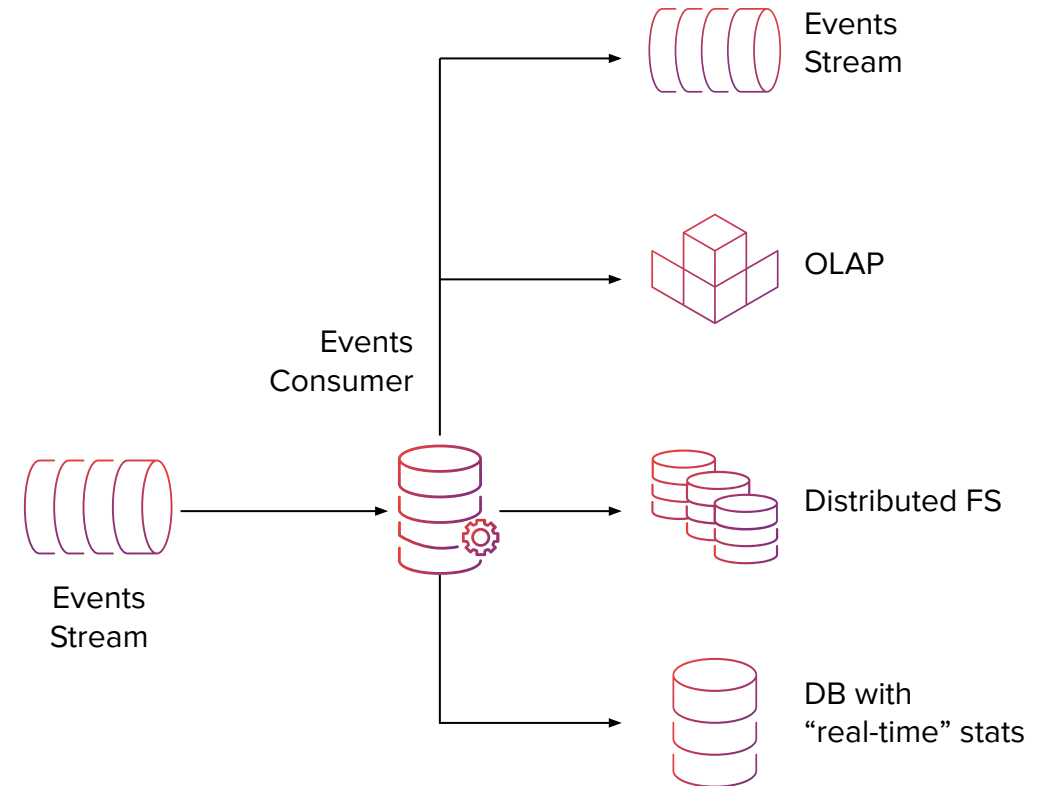 Events
Stream
OLAP
Events
Consumer
Distributed FS
Events
Stream
DB with
“real-time” stats